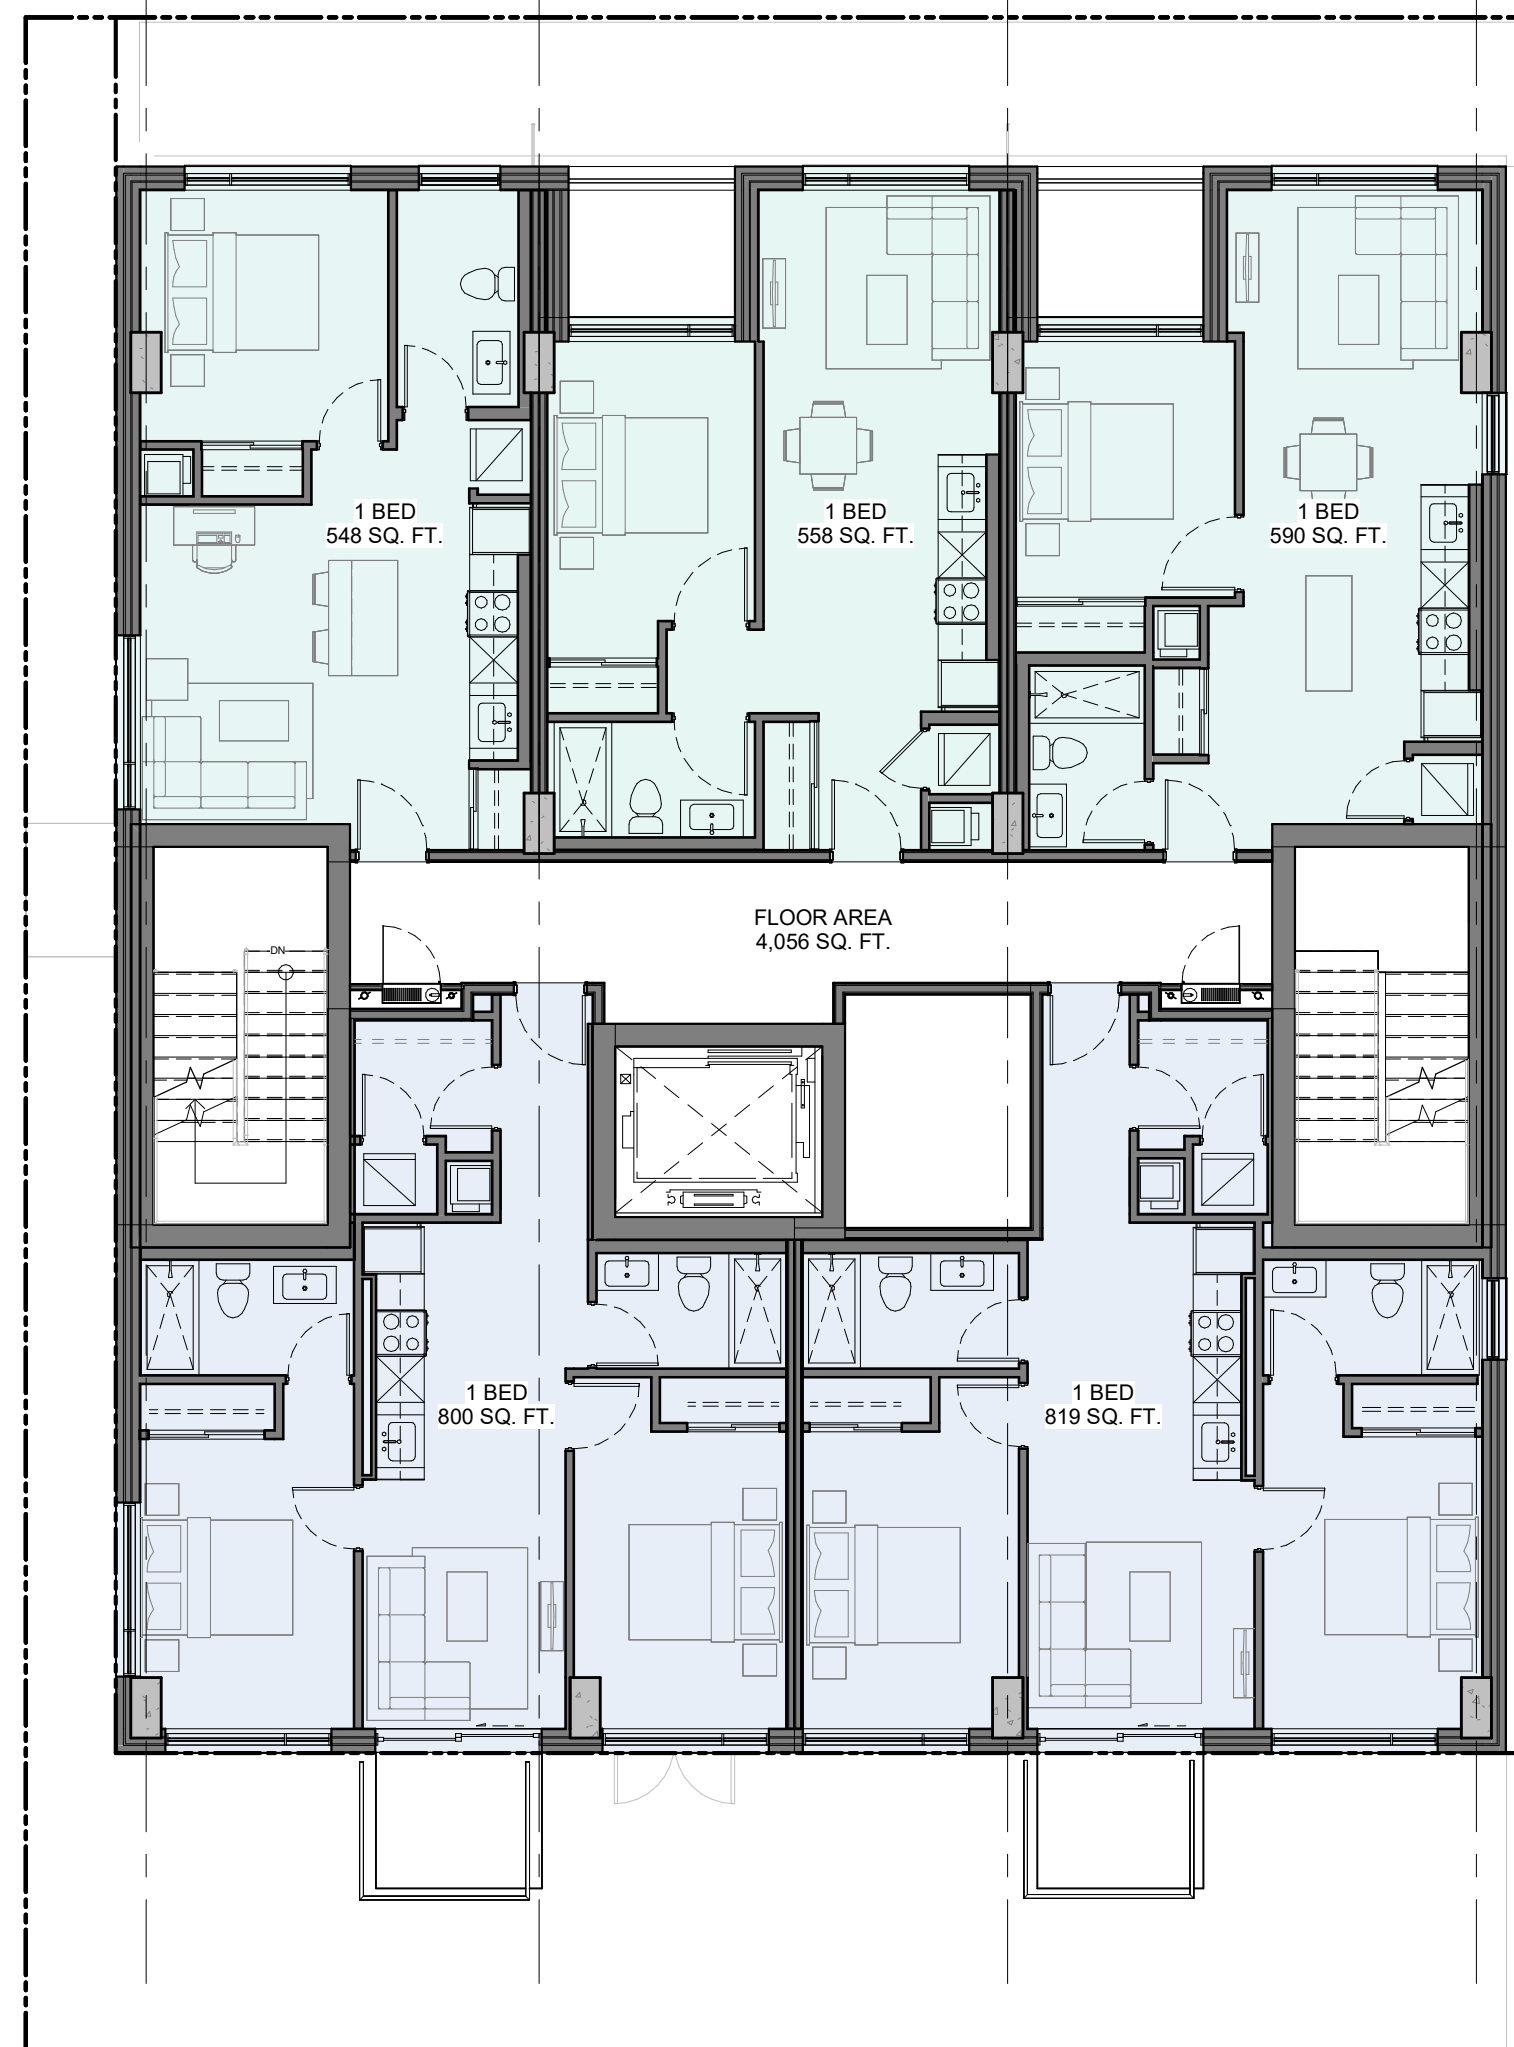 1 BED
548 SQ. FT.
1 BED
558 SQ. FT.
1 BED
590 SQ. FT.
FLOOR AREA
4,056 SQ. FT.
DN
1 BED
800 SQ. FT.
1 BED
819 SQ. FT.